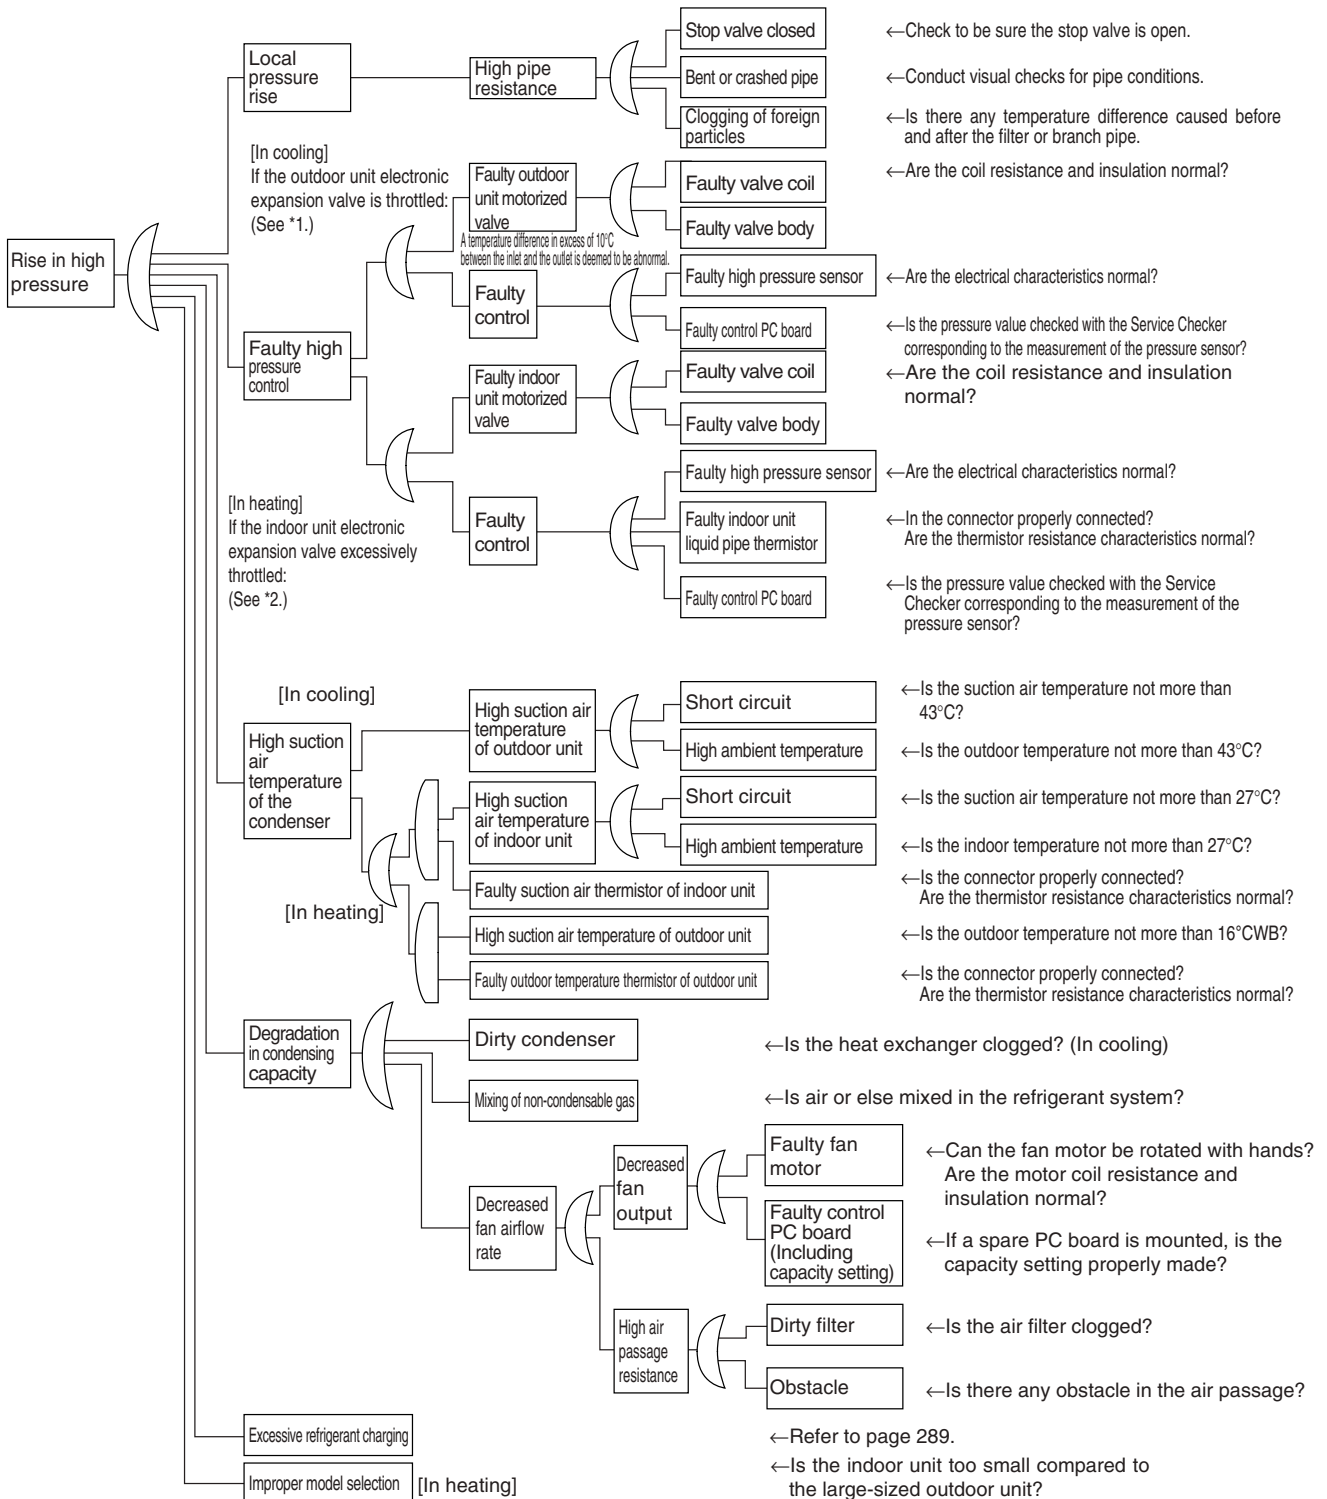 Rise in high
pressure
Local
pressure
rise
High pipe
resistance
Stop valve closed
←Check to be sure the stop valve is open.
Bent or crashed pipe
←Conduct visual checks for pipe conditions.
Clogging of foreign
particles
←Is there any temperature difference caused before
and after the filter or branch pipe.
[In cooling]
If the outdoor unit electronic
expansion valve is throttled:
(See *1.)
Faulty high
pressure
control
Faulty outdoor
unit motorized
valve
A temperature difference in excess of 10°C
between the inlet and the outlet is deemed to be abnormal.
Faulty valve coil
←Are the coil resistance and insulation normal?
Faulty valve body
Faulty
control
Faulty high pressure sensor
←Are the electrical characteristics normal?
Faulty control PC board
←Is the pressure value checked with the Service Checker
corresponding to the measurement of the pressure sensor?
Faulty indoor
unit motorized
valve
Faulty valve coil
←Are the coil resistance and insulation
normal?
Faulty valve body
[In heating]
If the indoor unit electronic
expansion valve excessively
throttled:
(See *2.)
Faulty
control
Faulty high pressure sensor
←Are the electrical characteristics normal?
Faulty indoor unit
liquid pipe thermistor
←In the connector properly connected?
Are the thermistor resistance characteristics normal?
Faulty control PC board
←Is the pressure value checked with the Service
Checker corresponding to the measurement of the
pressure sensor?
[In cooling]
High suction
air
temperature
of the
condenser
High suction air
temperature
of outdoor unit
Short circuit
←Is the suction air temperature not more than
43°C?
High ambient temperature
←Is the outdoor temperature not more than 43°C?
High suction
air temperature
of indoor unit
Short circuit
←Is the suction air temperature not more than 27°C?
High ambient temperature
←Is the indoor temperature not more than 27°C?
[In heating]
Faulty suction air thermistor of indoor unit
←Is the connector properly connected?
Are the thermistor resistance characteristics normal?
High suction air temperature of outdoor unit
←Is the outdoor temperature not more than 16°CWB?
Faulty outdoor temperature thermistor of outdoor unit
←Is the connector properly connected?
Are the thermistor resistance characteristics normal?
Degradation
in condensing
capacity
Dirty condenser
←Is the heat exchanger clogged? (In cooling)
Mixing of non-condensable gas
←Is air or else mixed in the refrigerant system?
Decreased
fan airflow
rate
Decreased
fan
output
Faulty fan
motor
←Can the fan motor be rotated with hands?
Are the motor coil resistance and
insulation normal?
Faulty control
PC board
(Including
capacity setting)
←If a spare PC board is mounted, is the
capacity setting properly made?
High air
passage
resistance
Dirty filter
←Is the air filter clogged?
Obstacle
←Is there any obstacle in the air passage?
Excessive refrigerant charging
←Refer to page 289.
Improper model selection
[In heating]
←Is the indoor unit too small compared to
the large-sized outdoor unit?